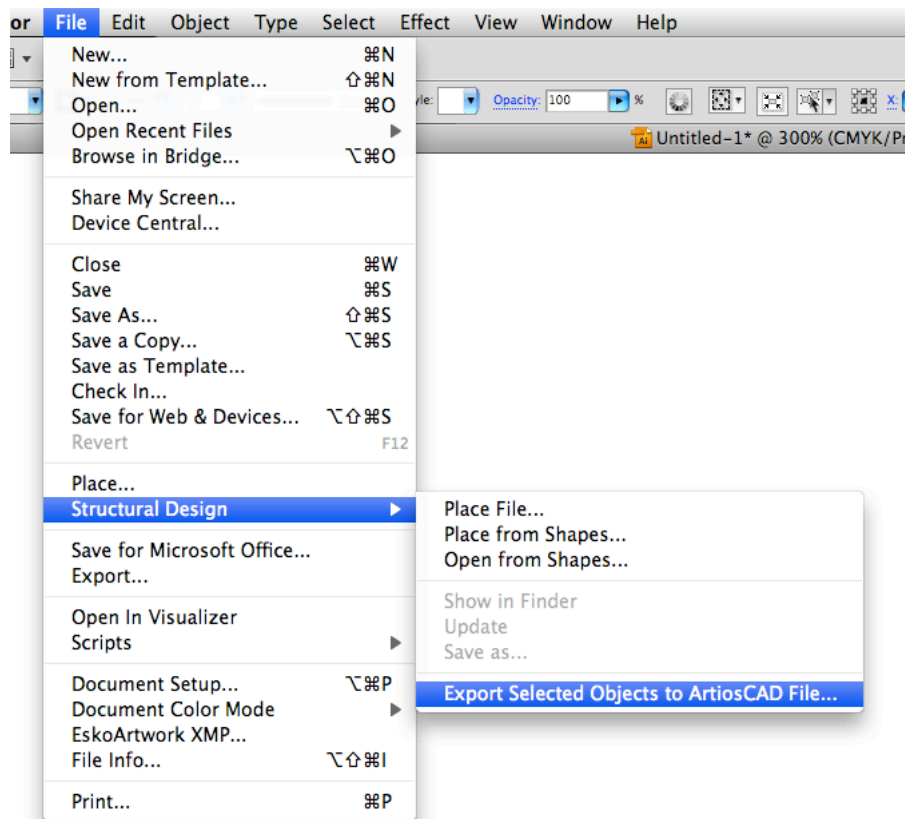 or File Edit Object Type Select Effect View Window Help
New... ⌘N
New from Template... ⇧⌘N
Open... ⌘O
Open Recent Files ▶
Browse in Bridge... ⌥⌘O
Share My Screen...
Device Central...
Close ⌘W
Save ⌘S
Save As... ⇧⌘S
Save a Copy... ⌥⌘S
Save as Template...
Check In...
Save for Web & Devices... ⌥⇧⌘S
Revert F12
Place...
Structural Design ▶
Save for Microsoft Office...
Export...
Open In Visualizer
Scripts ▶
Document Setup... ⌥⌘P
Document Color Mode ▶
EskoArtwork XMP...
File Info... ⌥⇧⌘I
Print... ⌘P
yle: Opacity: 100 % X:
Ai Untitled-1* @ 300% (CMYK/Pr
Place File...
Place from Shapes...
Open from Shapes...
Show in Finder
Update
Save as...
Export Selected Objects to ArtiosCAD File...